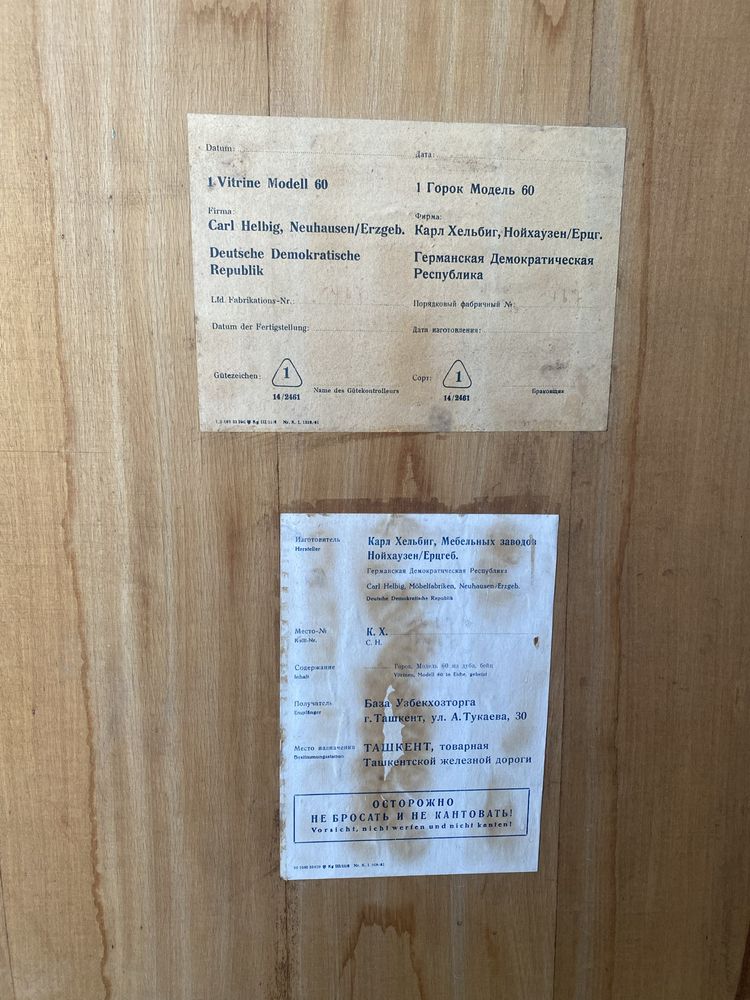 Datum:
Дата:
1 Vitrine Modell 60
1 Горок Модель 60
Firma:
Фирма:
Carl Helbig, Neuhausen/Erzgeb.
Карл Хельбиг, Нойхаузен/Ерцг.
Deutsche Demokratische
Republik
Германская Демократическая
Республика
Lfd. Fabrikations-Nr.:
Порядковый фабричный №:
Datum der Fertigstellung:
Дата изготовления:
Gütezeichen:
1
14/2461
Name des Gütekontrolleurs
Сорт:
1
14/2461
Браковщик
Изготовитель
Hersteller
Карл Хельбиг, Мебельных заводов
Нойхаузен/Ерцгеб.
Германская Демократическая Республика
Carl Helbig, Möbelfabriken, Neuhausen/Erzgeb.
Deutsche Demokratische Republik
Место-№
Kolli-Nr.
К. Х.
C. H.
Содержание
Inhalt
Горок, Модель 60 из дуба, бейц
Vitrinen, Modell 60 in Eiche, gebeizt
Получатель
Empfänger
База Узбекхозторга
г. Ташкент, ул. А. Тукаева, 30
Место назначения
Bestimmungsstation
ТАШКЕНТ, товарная
Ташкентской железной дороги
ОСТОРОЖНО
НЕ БРОСАТЬ И НЕ КАНТОВАТЬ!
Vorsicht, nicht werfen und nicht kanten!